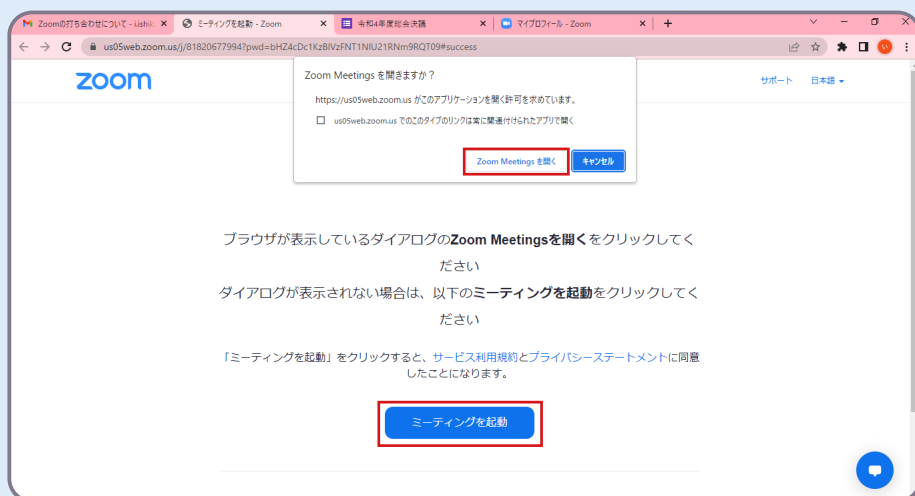 Zoomの打ち合わせについて - i.ishik
ミーティングを起動 - Zoom
令和4年度総会決議
マイプロフィール - Zoom
us05web.zoom.us/j/81820677994?pwd=bHZ4cDc1KzBlVzFNT1NIU21RNm9RQT09#success
zoom
サポート 日本語
Zoom Meetings を開きますか？
https://us05web.zoom.us がこのアプリケーションを開く許可を求めています。
us05web.zoom.us でのこのタイプのリンクは常に関連付けられたアプリで開く
Zoom Meetings を開く キャンセル
ブラウザが表示しているダイアログのZoom Meetingsを開くをクリックしてく
ださい
ダイアログが表示されない場合は、以下のミーティングを起動をクリックしてく
ださい
「ミーティングを起動」をクリックすると、サービス利用規約とプライバシーステートメントに同意
したことになります。
ミーティングを起動